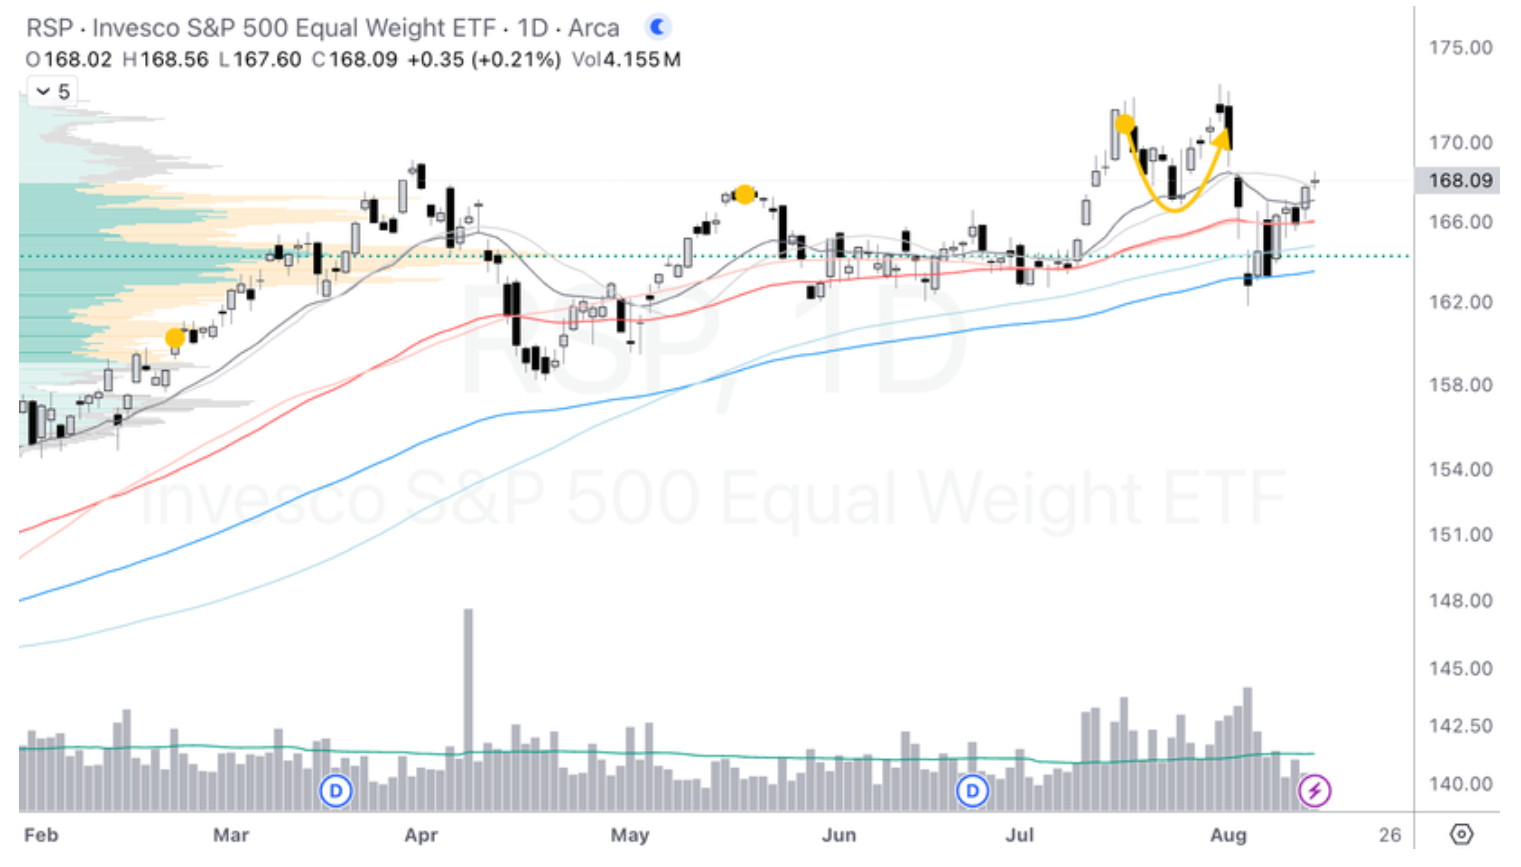 RSP · Invesco S&P 500 Equal Weight ETF · 1D · Arca
O168.02 H168.56 L167.60 C168.09 +0.35 (+0.21%) Vol4.155M
5
175.00
170.00
168.09
166.00
162.00
158.00
154.00
151.00
148.00
145.00
142.50
140.00
RSP, 1D
Invesco S&P 500 Equal Weight ETF
D
D
Feb
Mar
Apr
May
Jun
Jul
Aug
26